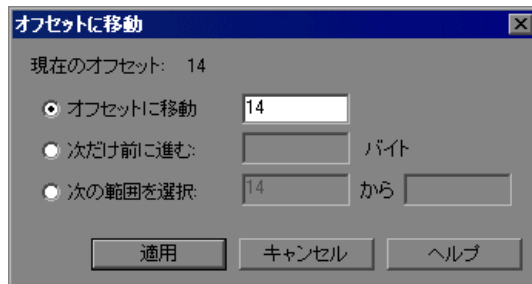 オフセットに移動
現在のオフセット: 14
オフセットに移動 14
次だけ前に進む: バイト
次の範囲を選択: 14 から
適用 キャンセル ヘルプ